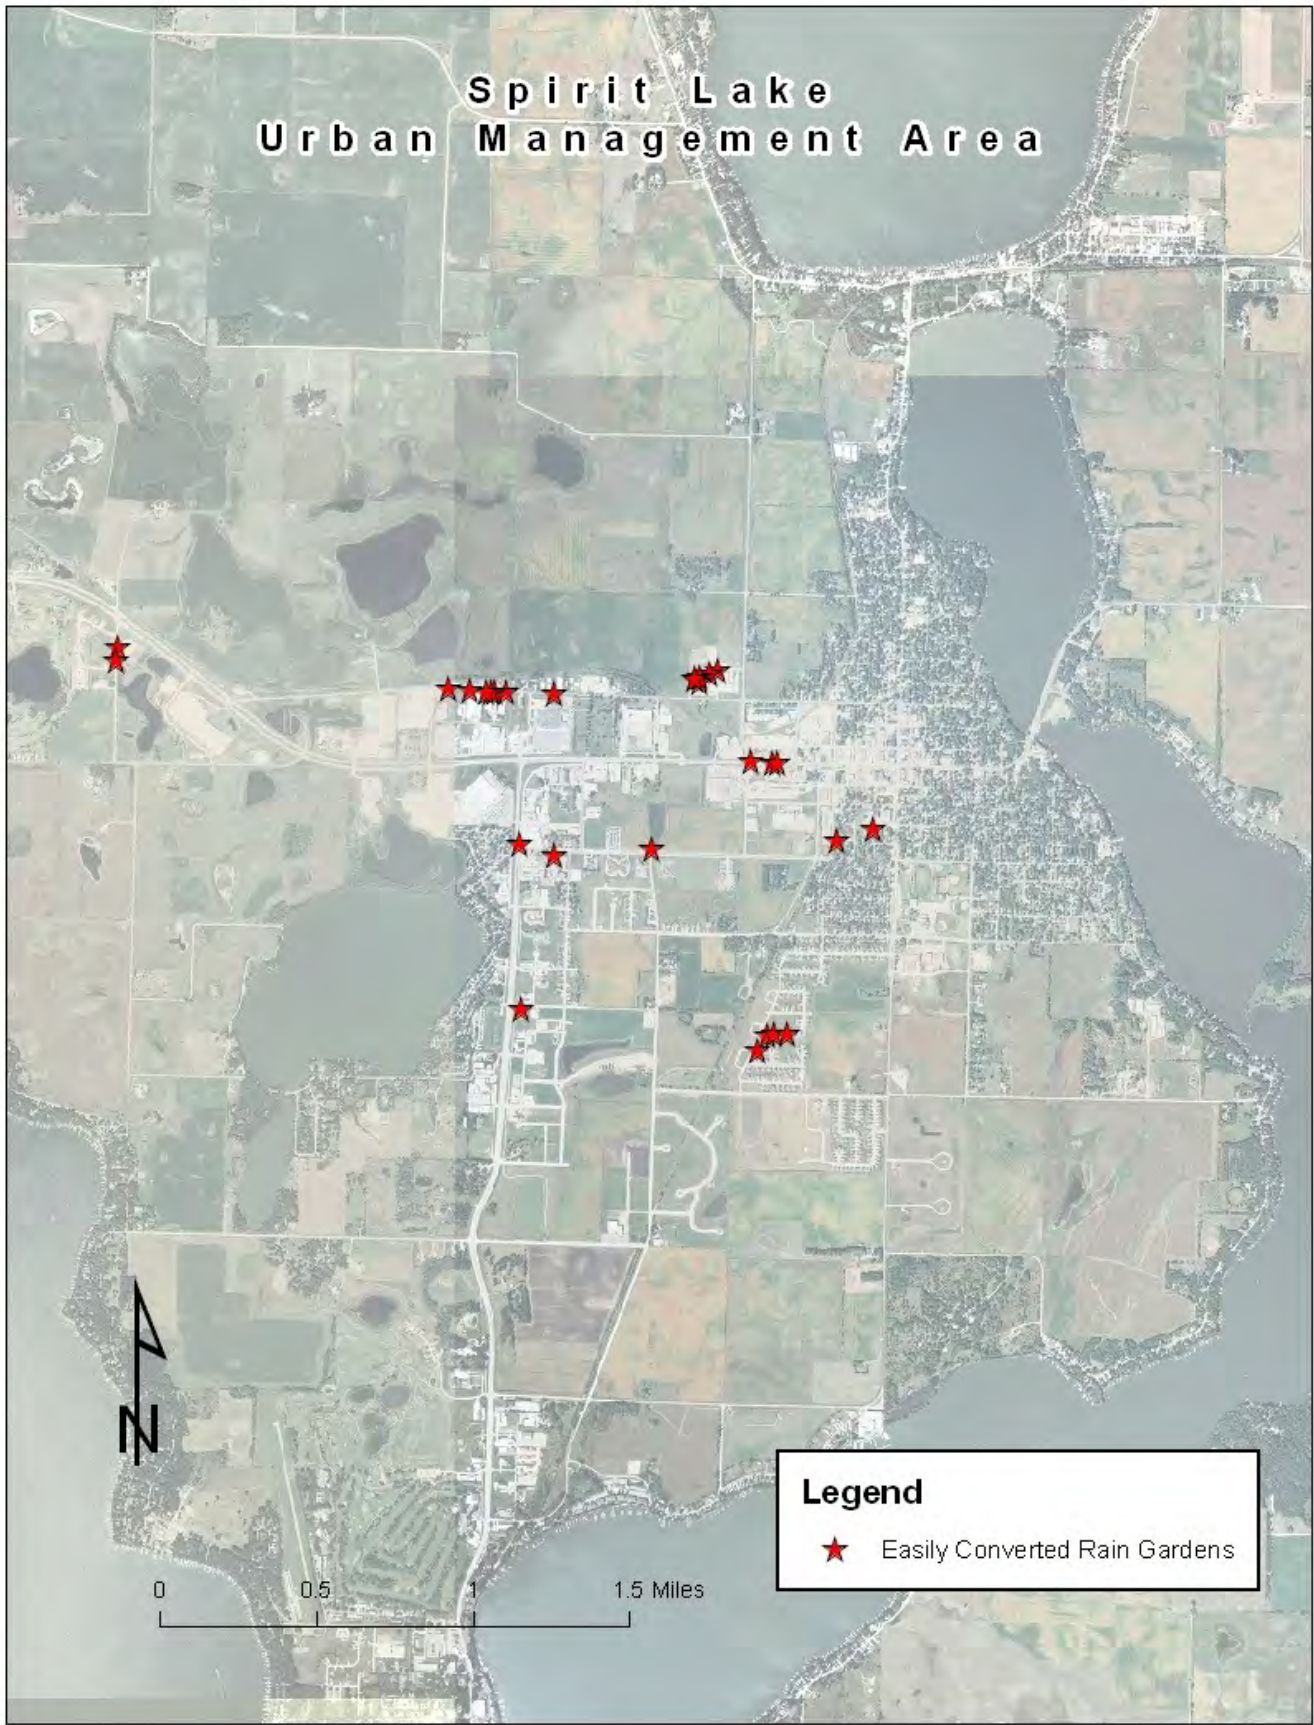 Spirit Lake
Urban Management Area
N
Legend
Easily Converted Rain Gardens
0 0.5 1 1.5 Miles